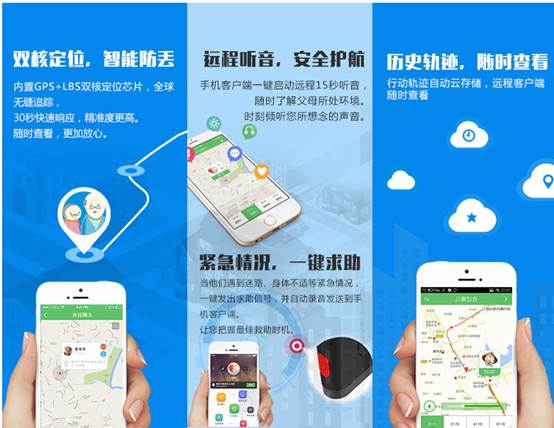 双核定位，智能防丢
内置GPS+LBS双核定位芯片，全球
无缝追踪，
30秒快速响应，精准度更高。
随时查看，更加放心。
远程听音，安全护航
手机客户端一键启动远程15秒听音，
随时了解父母所处环境。
时刻倾听您所想念的声音。
紧急情况，一键求助
当他们遇到迷路、身体不适等紧急情况，
一键发出求助信号，并自动录音发送到手
机客户端。
让您把握最佳救助时机。
历史轨迹，随时查看
行动轨迹自动云存储，远程客户端
随时查看